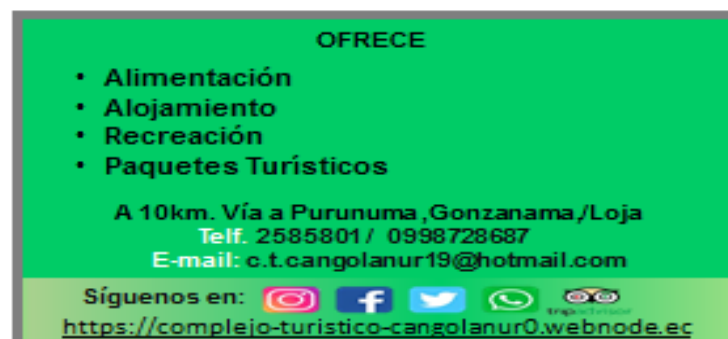 OFRECE
• Alimentación
• Alojamiento
• Recreación
• Paquetes Turísticos
A 10km. Vía a Purunuma ,Gonzanama,/Loja
Telf. 2585801/ 0998728687
E-mail: c.t.cangolanur19@hotmail.com
Síguenos en: tripadvisor
https://complejo-turistico-cangolanur0.webnode.ec